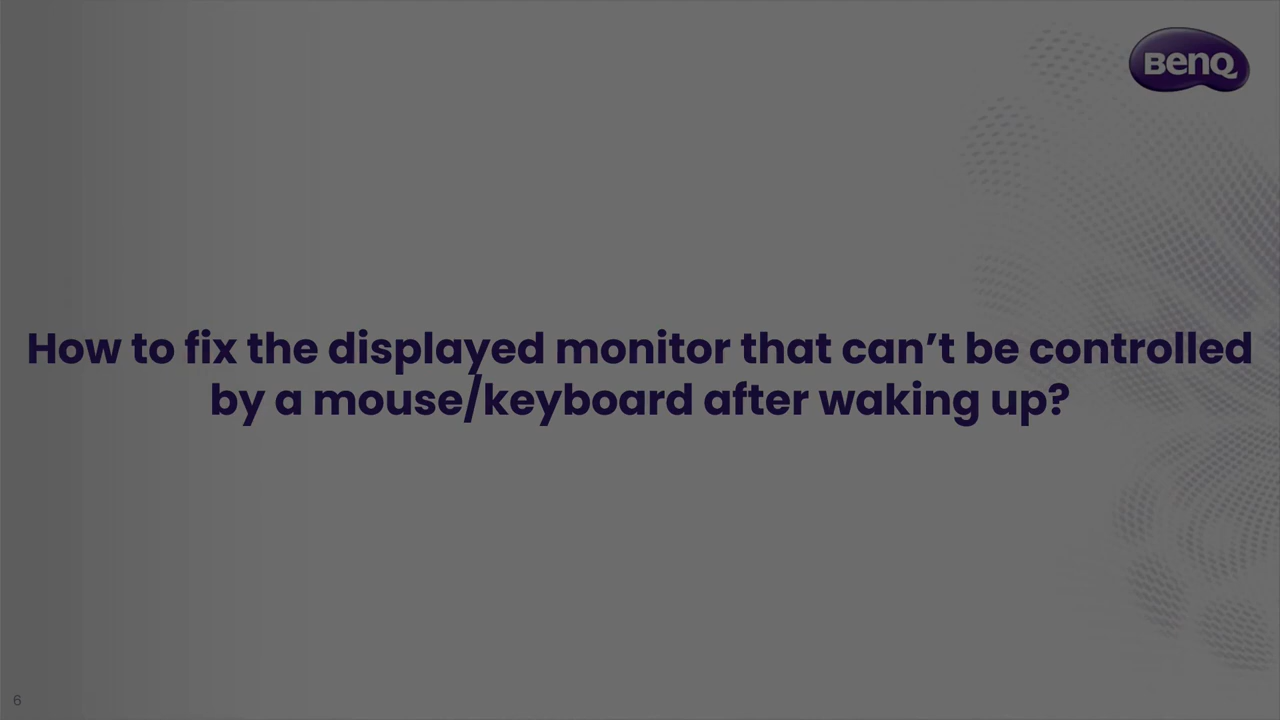 BenQ
How to fix the displayed monitor that can’t be controlled
by a mouse/keyboard after waking up?
6